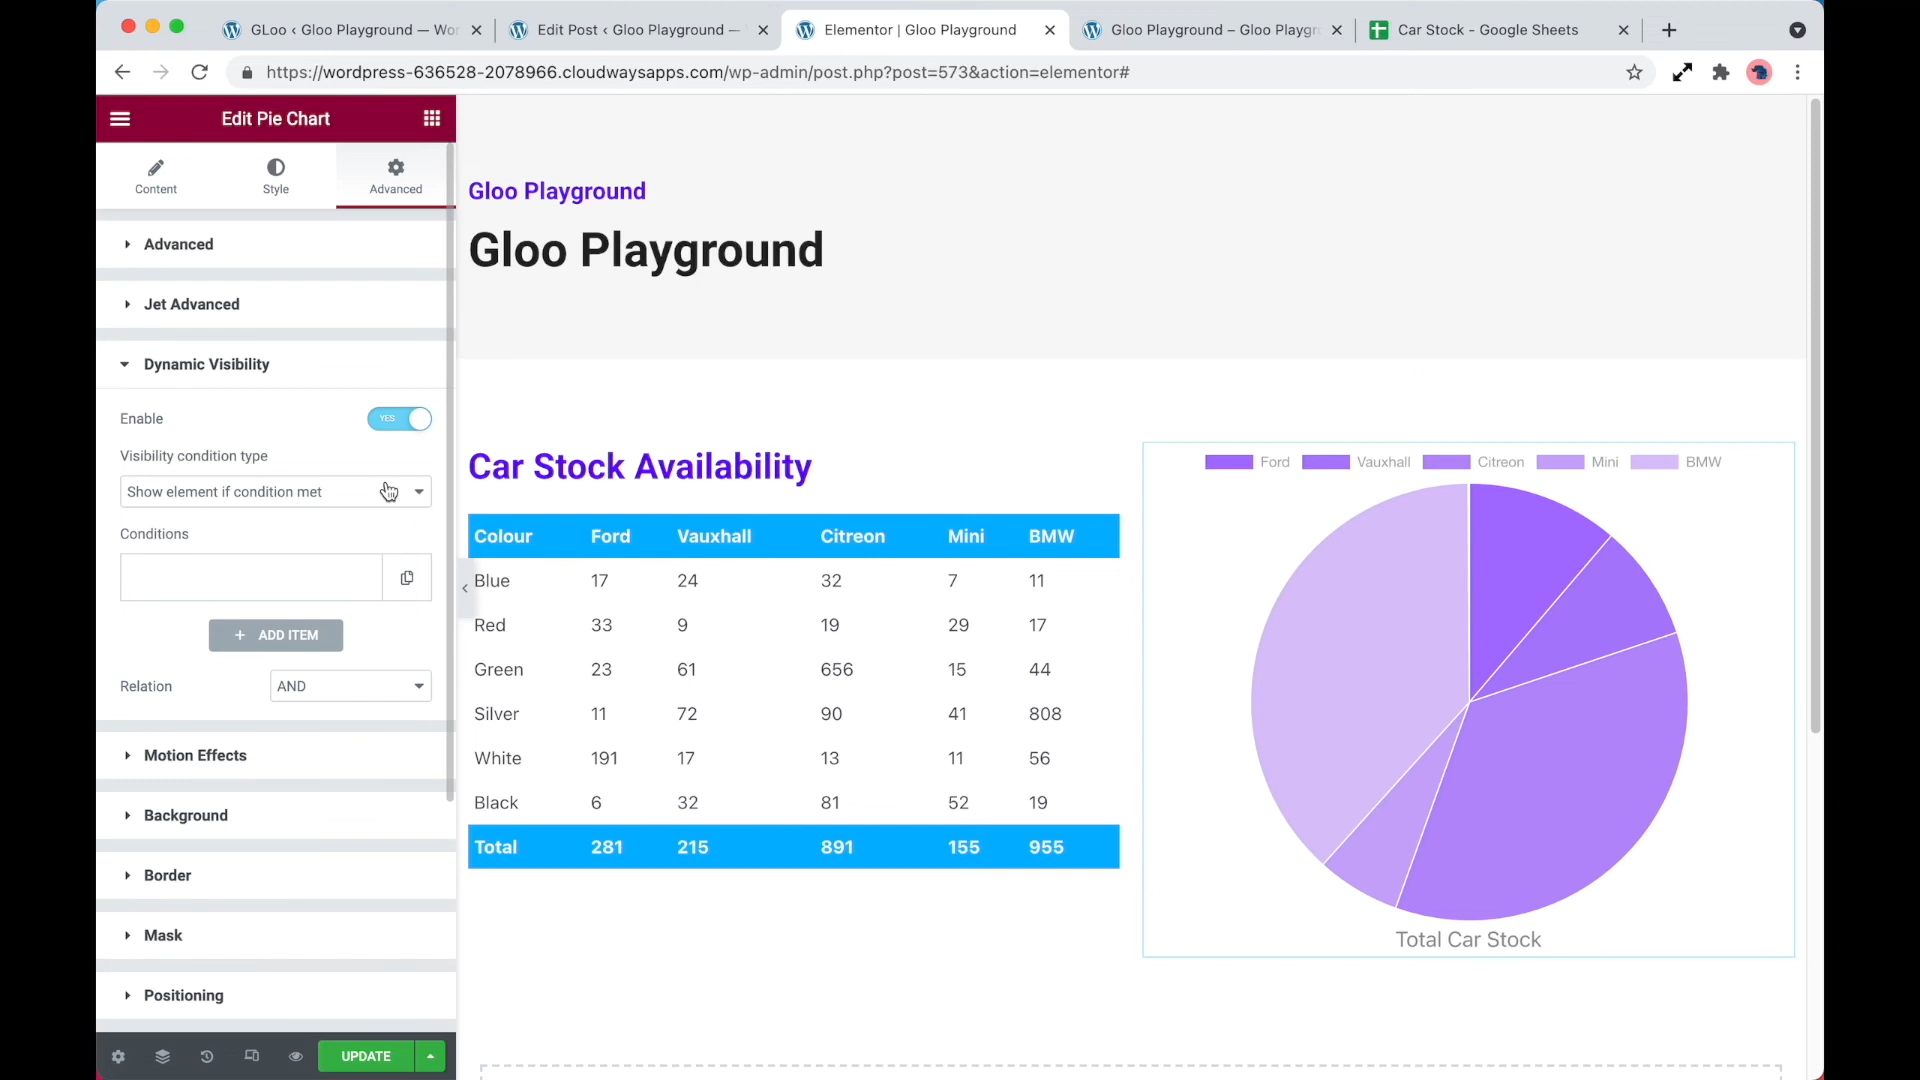 GLoo ‹ Gloo Playground — Wor
Edit Post ‹ Gloo Playground —
Elementor | Gloo Playground
Gloo Playground – Gloo Playgr
Car Stock - Google Sheets
https://wordpress-636528-2078966.cloudwaysapps.com/wp-admin/post.php?post=573&action=elementor#
Edit Pie Chart
Content
Style
Advanced
Advanced
Jet Advanced
Dynamic Visibility
Enable
YES
Visibility condition type
Show element if condition met
Conditions
+ ADD ITEM
Relation
AND
Motion Effects
Background
Border
Mask
Positioning
UPDATE
Gloo Playground
Gloo Playground
Car Stock Availability
Colour Ford Vauxhall Citreon Mini BMW
Blue 17 24 32 7 11
Red 33 9 19 29 17
Green 23 61 656 15 44
Silver 11 72 90 41 808
White 191 17 13 11 56
Black 6 32 81 52 19
Total 281 215 891 155 955
Ford Vauxhall Citreon Mini BMW
Total Car Stock